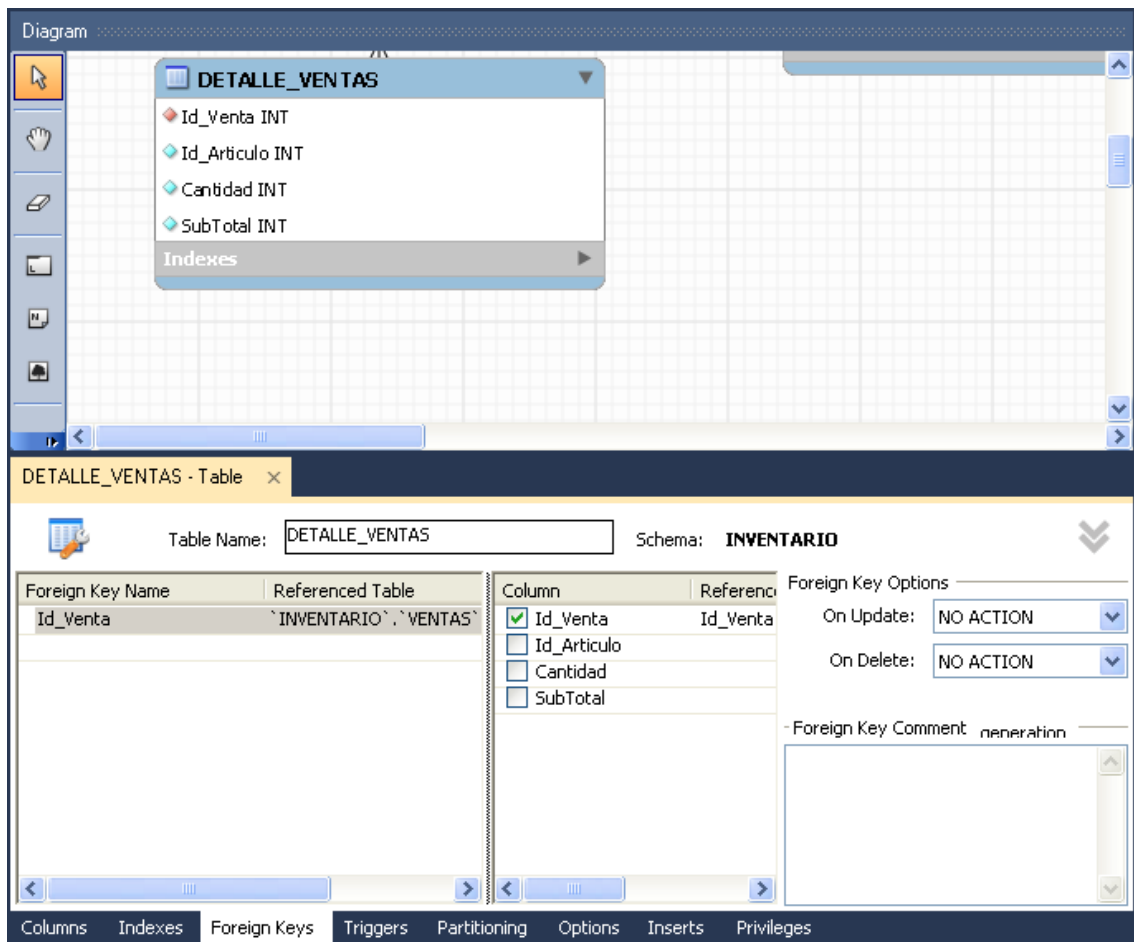 Diagram
DETALLE_VENTAS
Id_Venta INT
Id_Articulo INT
Cantidad INT
SubTotal INT
Indexes
DETALLE_VENTAS - Table
Table Name: DETALLE_VENTAS Schema: INVENTARIO
Foreign Key Name Referenced Table
Id_Venta `INVENTARIO`.`VENTAS`
Column Referenc
Id_Venta Id_Venta
Id_Articulo
Cantidad
SubTotal
Foreign Key Options
On Update: NO ACTION
On Delete: NO ACTION
Foreign Key Comment generation
Columns Indexes Foreign Keys Triggers Partitioning Options Inserts Privileges